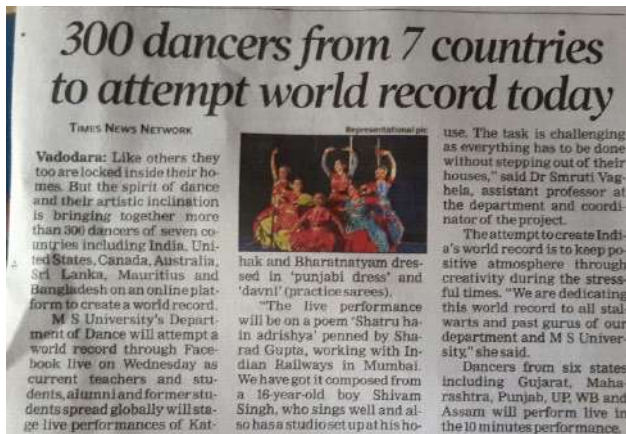 300 dancers from 7 countries
to attempt world record today
TIMES NEWS NETWORK
Vadodara: Like others they
too are locked inside their ho-
mes. But the spirit of dance
and their artistic inclination
is bringing together more
than 300 dancers of seven co-
untries including India, Uni-
ted States, Canada, Australia,
Sri Lanka, Mauritius and
Bangladesh on an online plat-
form to create a world record.
M S University's Depart-
ment of Dance will attempt a
world record through Face-
book live on Wednesday as
current teachers and stu-
dents, alumni and former stu-
dents spread globally will sta-
ge live performances of Kat-
Representational pic
hak and Bharatnatyam dres-
sed in 'punjabi dress' and
'davni' (practice sarees).
"The live performance
will be on a poem 'Shatru ha-
in adrishya' penned by Sha-
rad Gupta, working with In-
dian Railways in Mumbai.
We have got it composed from
a 16-year-old boy Shivam
Singh, who sings well and al-
so has a studio set up at his ho-
use. The task is challenging
as everything has to be done
without stepping out of their
houses," said Dr Smruti Vag-
hela, assistant professor at
the department and coordi-
nator of the project.
The attempt to create Indi-
a's world record is to keep po-
sitive atmosphere through
creativity during the stress-
ful times. "We are dedicating
this world record to all stal-
warts and past gurus of our
department and M S Univer-
sity," she said.
Dancers from six states
including Gujarat, Maha-
rashtra, Punjab, UP, WB and
Assam will perform live in
the 10 minutes performance.